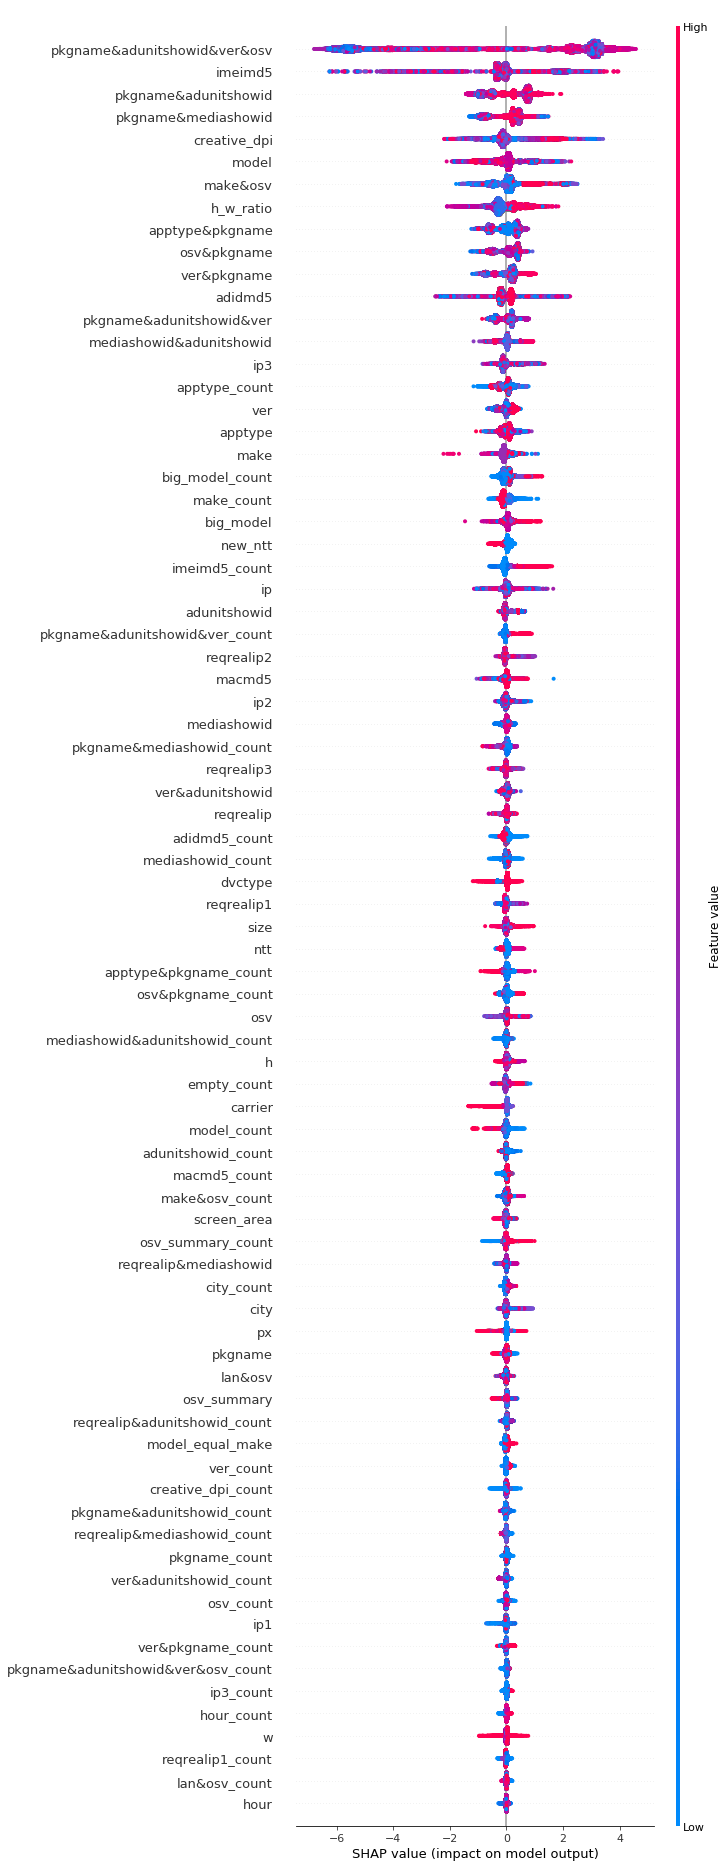 High
pkgname&adunitshowid&ver&osv
imeimd5
pkgname&adunitshowid
pkgname&mediashowid
creative_dpi
model
make&osv
h_w_ratio
apptype&pkgname
osv&pkgname
ver&pkgname
adidmd5
pkgname&adunitshowid&ver
mediashowid&adunitshowid
ip3
apptype_count
ver
apptype
make
big_model_count
make_count
big_model
new_ntt
imeimd5_count
ip
adunitshowid
pkgname&adunitshowid&ver_count
reqrealip2
macmd5
ip2
mediashowid
pkgname&mediashowid_count
reqrealip3
ver&adunitshowid
reqrealip
adidmd5_count
mediashowid_count
dvctype
reqrealip1
size
ntt
apptype&pkgname_count
osv&pkgname_count
osv
mediashowid&adunitshowid_count
h
empty_count
carrier
model_count
adunitshowid_count
macmd5_count
make&osv_count
screen_area
osv_summary_count
reqrealip&mediashowid
city_count
city
px
pkgname
lan&osv
osv_summary
reqrealip&adunitshowid_count
model_equal_make
ver_count
creative_dpi_count
pkgname&adunitshowid_count
reqrealip&mediashowid_count
pkgname_count
ver&adunitshowid_count
osv_count
ip1
ver&pkgname_count
pkgname&adunitshowid&ver&osv_count
ip3_count
hour_count
w
reqrealip1_count
lan&osv_count
hour
Low
−6 −4 −2 0 2 4
SHAP value (impact on model output)
Feature value